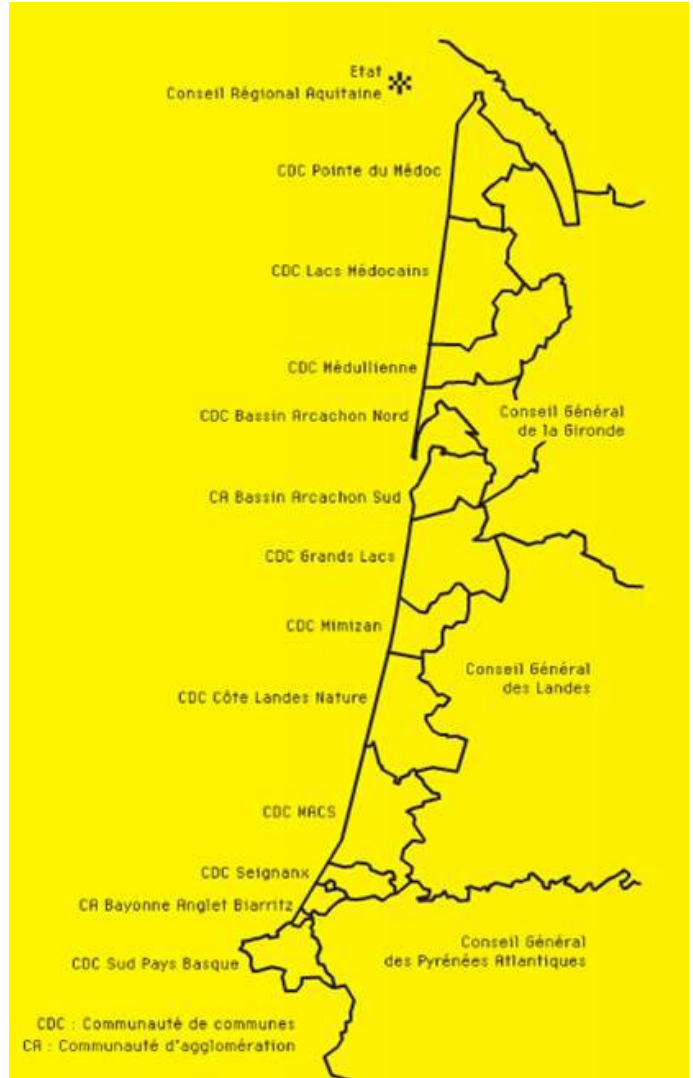 Etat
Conseil Régional Aquitaine
CDC Pointe du Médoc
CDC Lacs Médocains
CDC Médullienne
CDC Bassin Arcachon Nord
Conseil Général
de la Gironde
CA Bassin Arcachon Sud
CDC Grands Lacs
CDC Mimizan
Conseil Général
des Landes
CDC Côte Landes Nature
CDC MACS
CDC Seignanx
CA Bayonne Anglet Biarritz
Conseil Général
des Pyrénées Atlantiques
CDC Sud Pays Basque
CDC : Communauté de communes
CA : Communauté d'agglomération